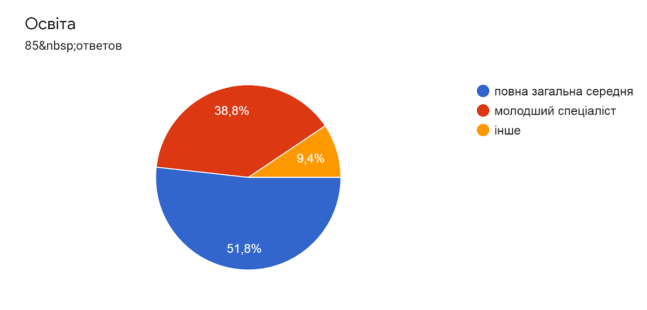 Освіта
85&nbsp;ответов
повна загальна середня
молодший спеціаліст
інше
38,8%
9,4%
51,8%